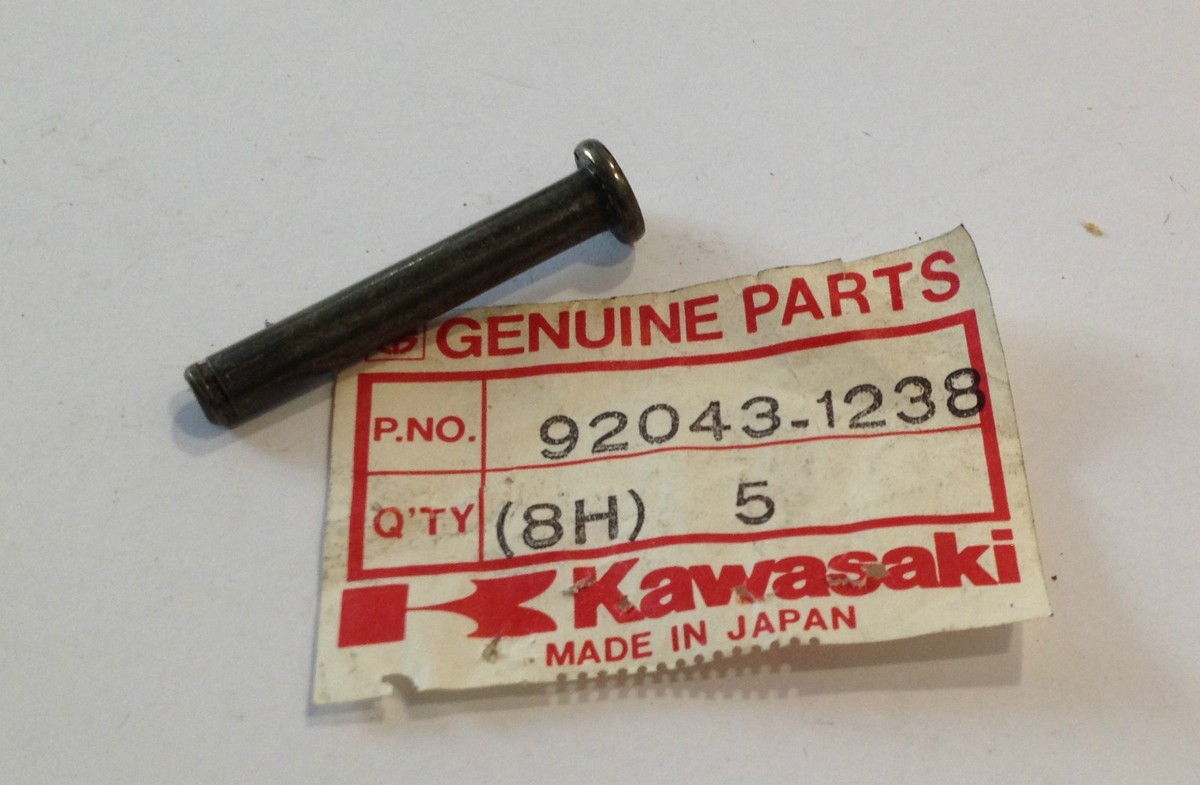 GENUINE PARTS
P.NO. 92043-1238
Q'TY (8H) 5
Kawasaki
MADE IN JAPAN